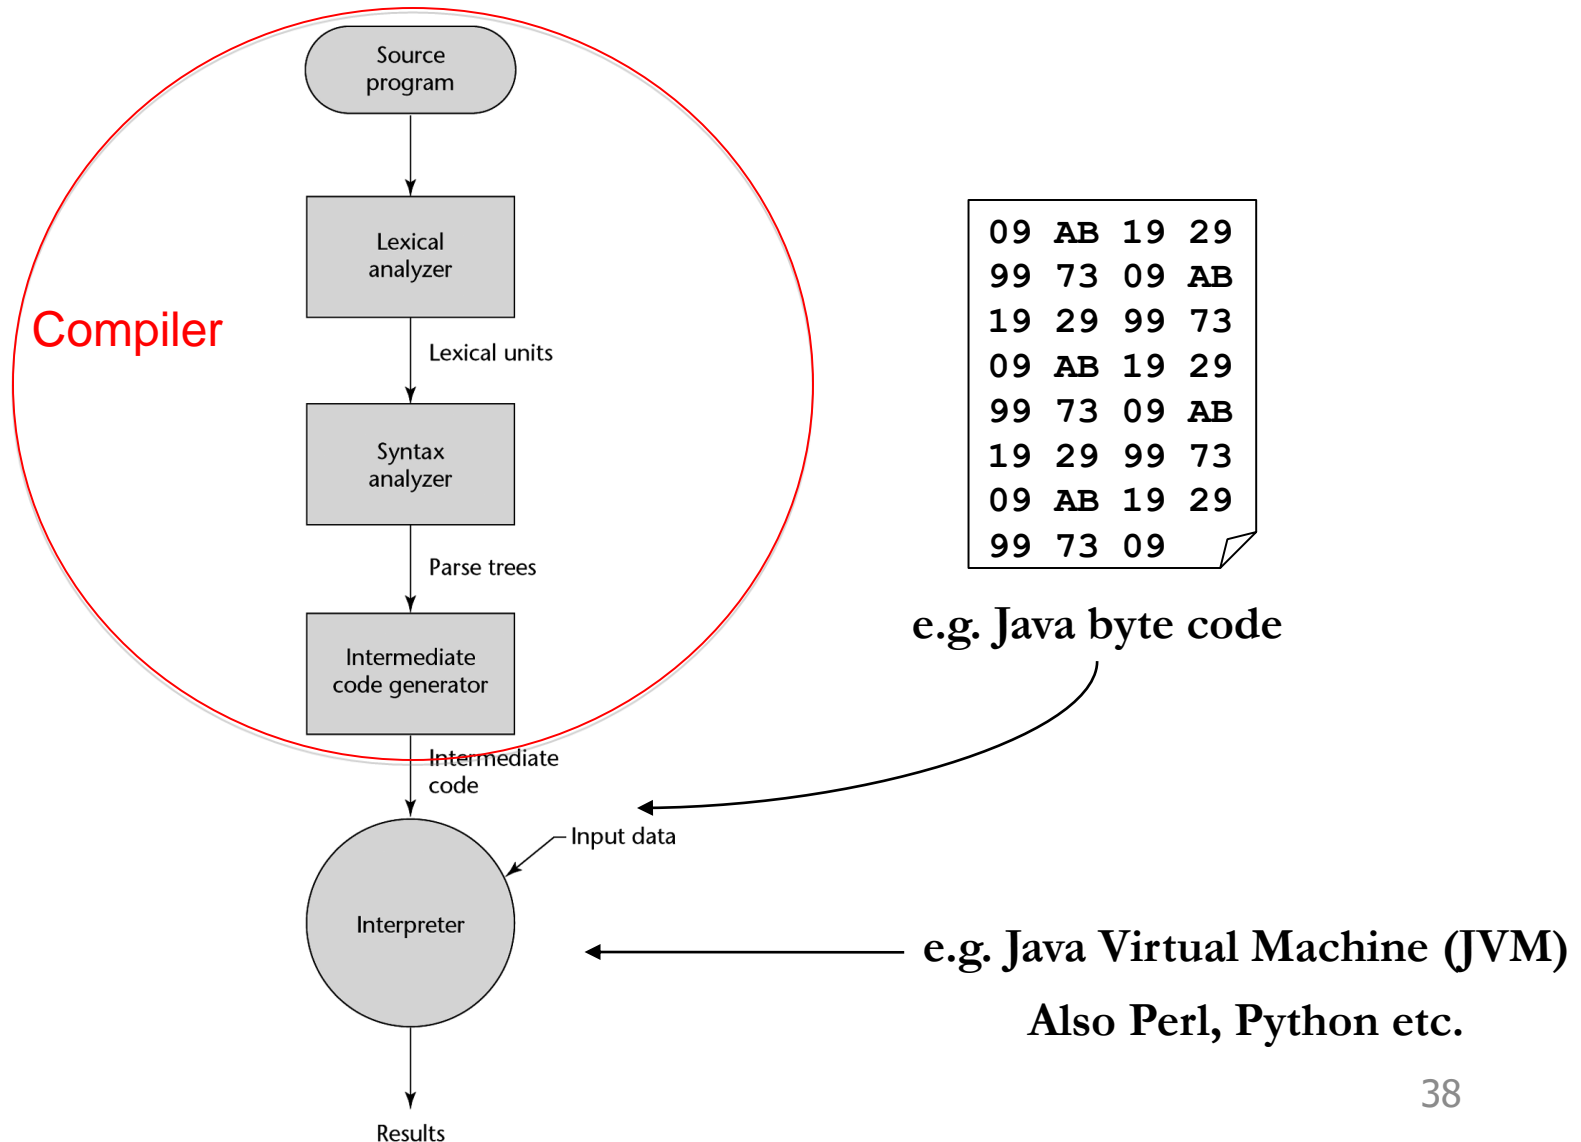 Source
program
Lexical
analyzer
Compiler
Lexical units
Syntax
analyzer
Parse trees
Intermediate
code generator
Intermediate
code
Input data
Interpreter
Results
09 AB 19 29
99 73 09 AB
19 29 99 73
09 AB 19 29
99 73 09 AB
19 29 99 73
09 AB 19 29
99 73 09
e.g. Java byte code
e.g. Java Virtual Machine (JVM)
Also Perl, Python etc.
38